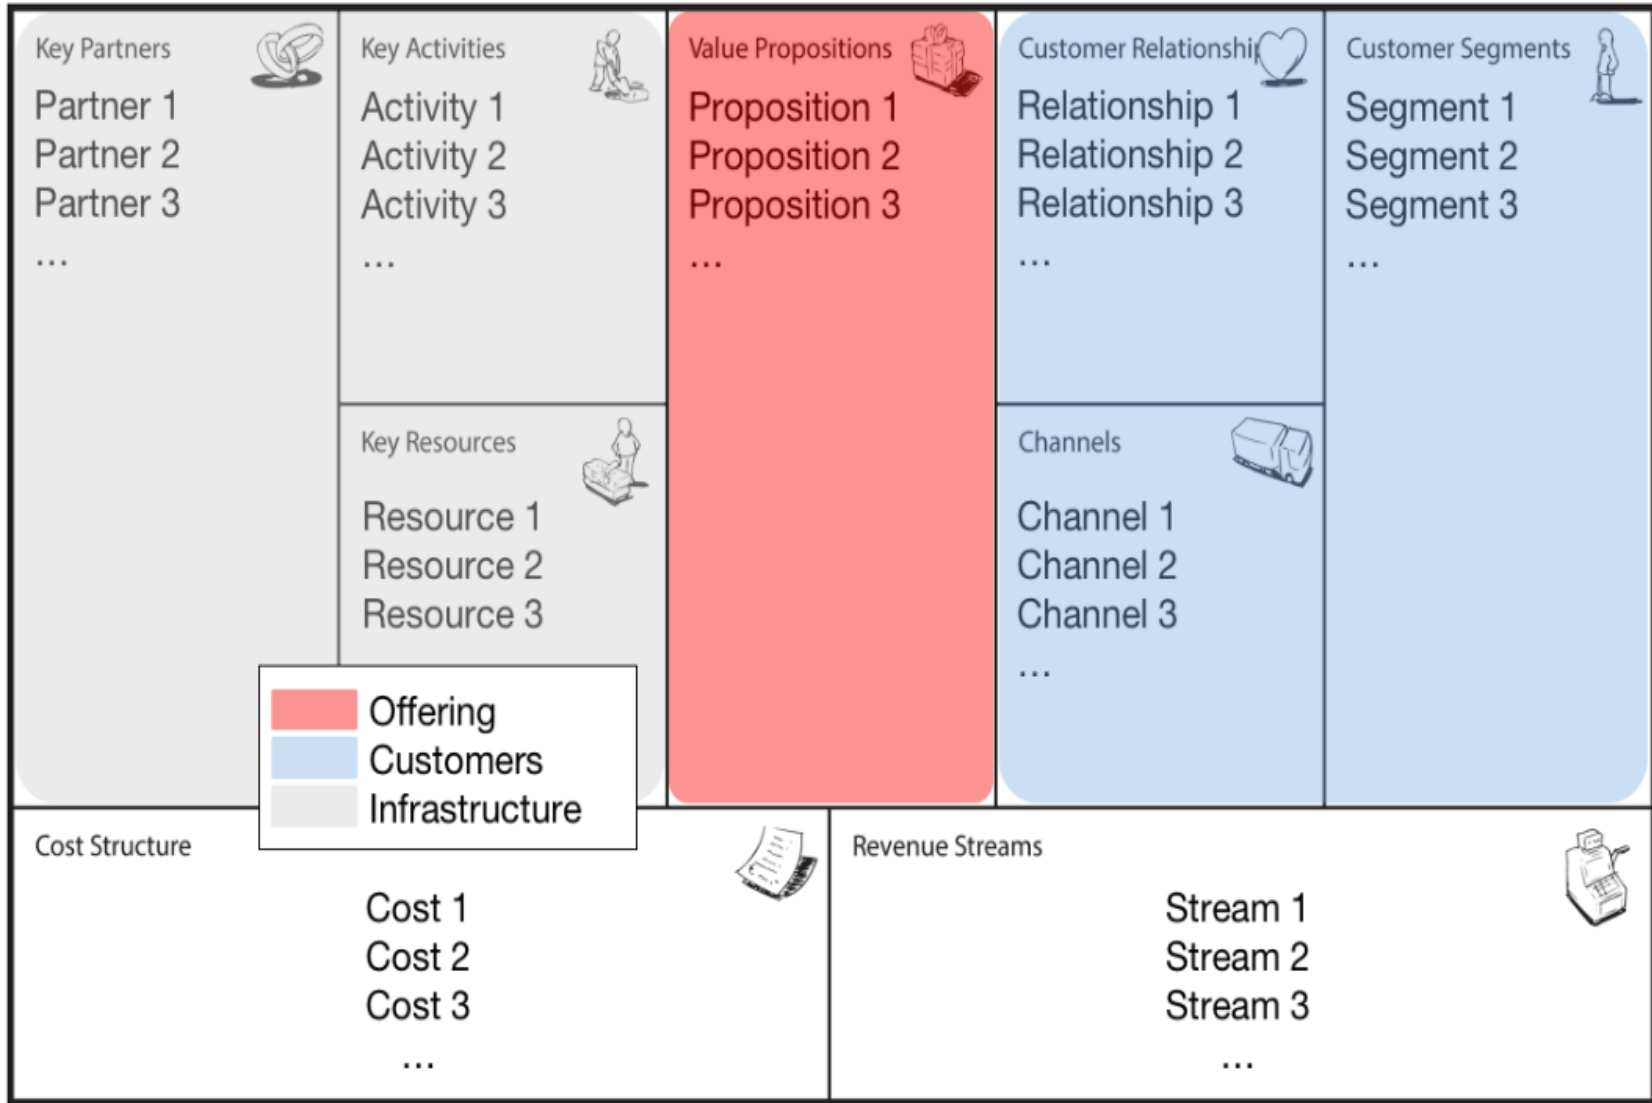 Key Partners
Partner 1
Partner 2
Partner 3
...
Key Activities
Activity 1
Activity 2
Activity 3
...
Key Resources
Resource 1
Resource 2
Resource 3
Value Propositions
Proposition 1
Proposition 2
Proposition 3
...
Customer Relationship
Relationship 1
Relationship 2
Relationship 3
...
Channels
Channel 1
Channel 2
Channel 3
...
Customer Segments
Segment 1
Segment 2
Segment 3
...
Offering
Customers
Infrastructure
Cost Structure
Cost 1
Cost 2
Cost 3
...
Revenue Streams
Stream 1
Stream 2
Stream 3
...